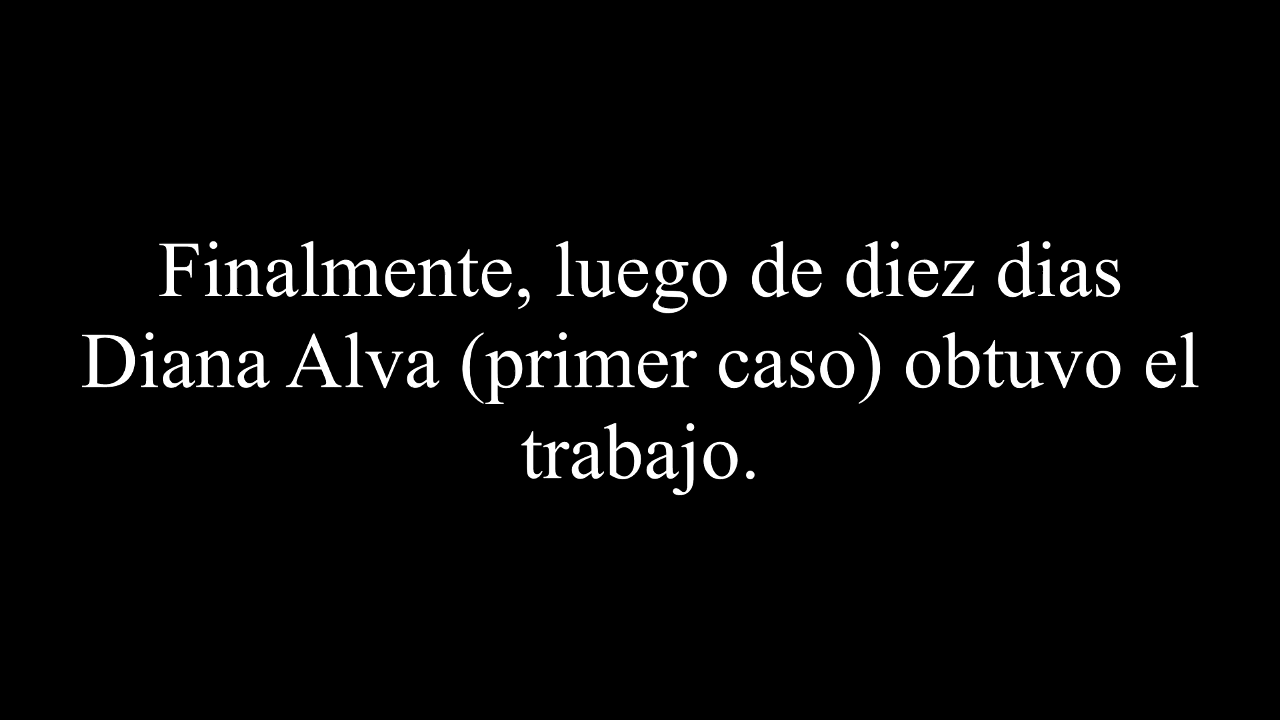 Finalmente, luego de diez dias
Diana Alva (primer caso) obtuvo el
trabajo.